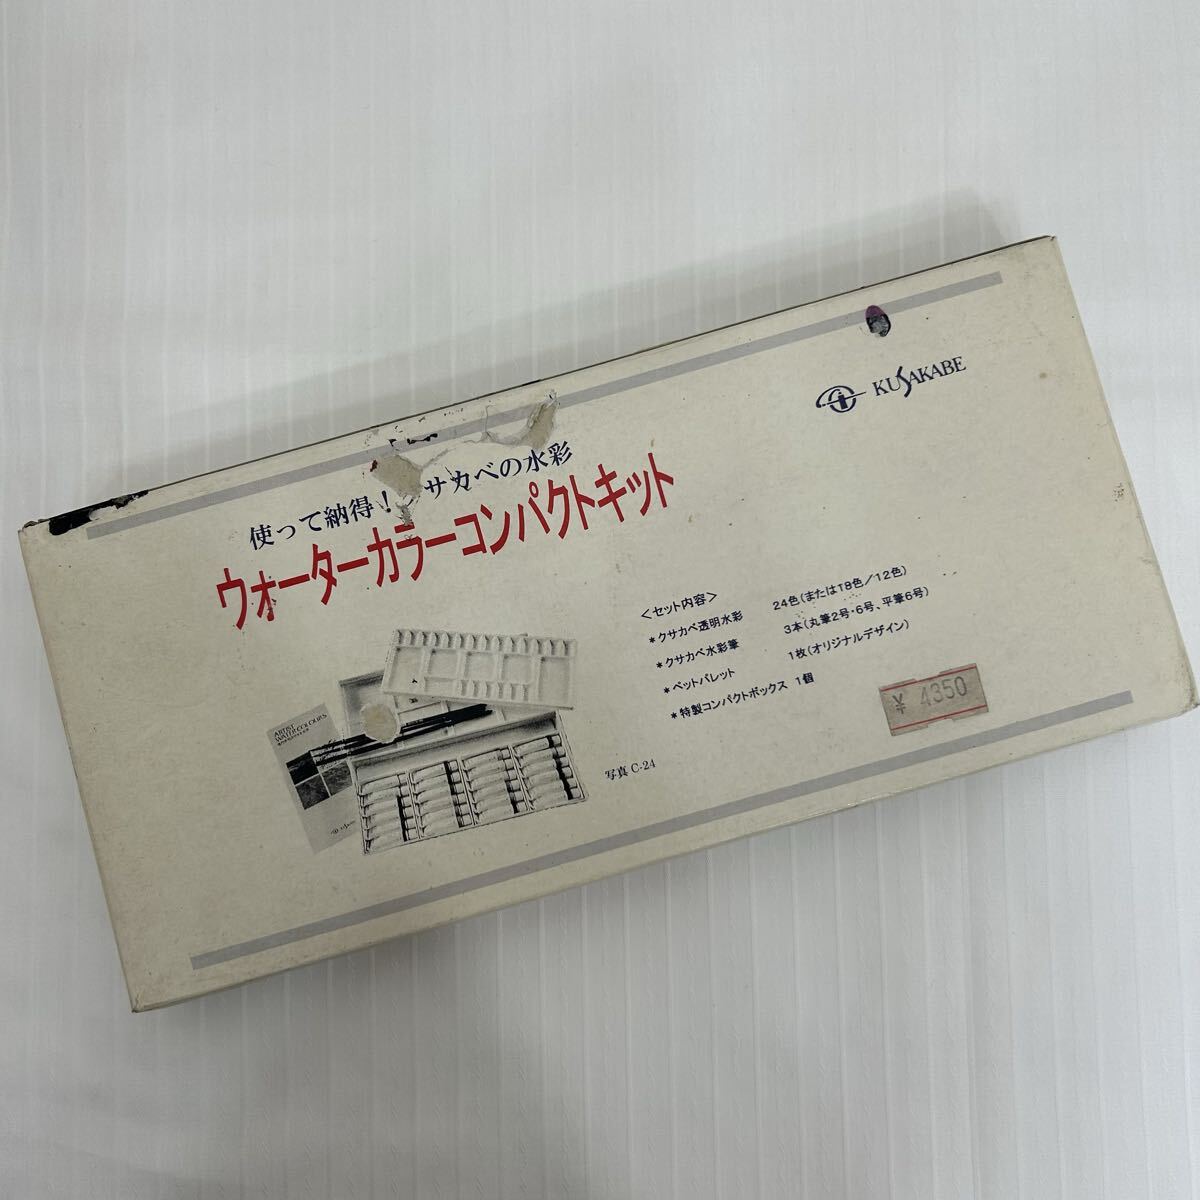 KUSAKABE
使って納得！クサカベの水彩
ウォーターカラーコンパクトキット
＜セット内容＞
＊クサカベ透明水彩 24色(または18色／12色)
＊クサカベ水彩筆 3本(丸筆2号・6号、平筆6号)
＊ペットパレット 1枚(オリジナルデザイン)
＊特製コンパクトボックス 1個
¥ 4350
写真 C-24
ARTIST
WATER COLOURS